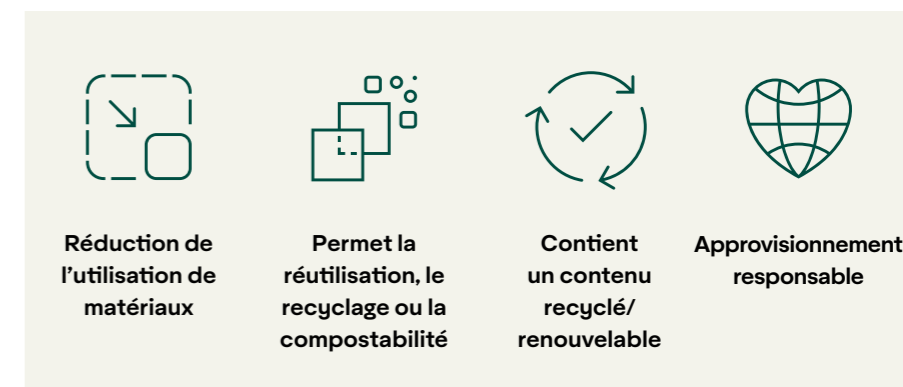 Réduction de
l'utilisation de
matériaux
Permet la
réutilisation, le
recyclage ou la
compostabilité
Contient
un contenu
recyclé/
renouvelable
Approvisionnement
responsable